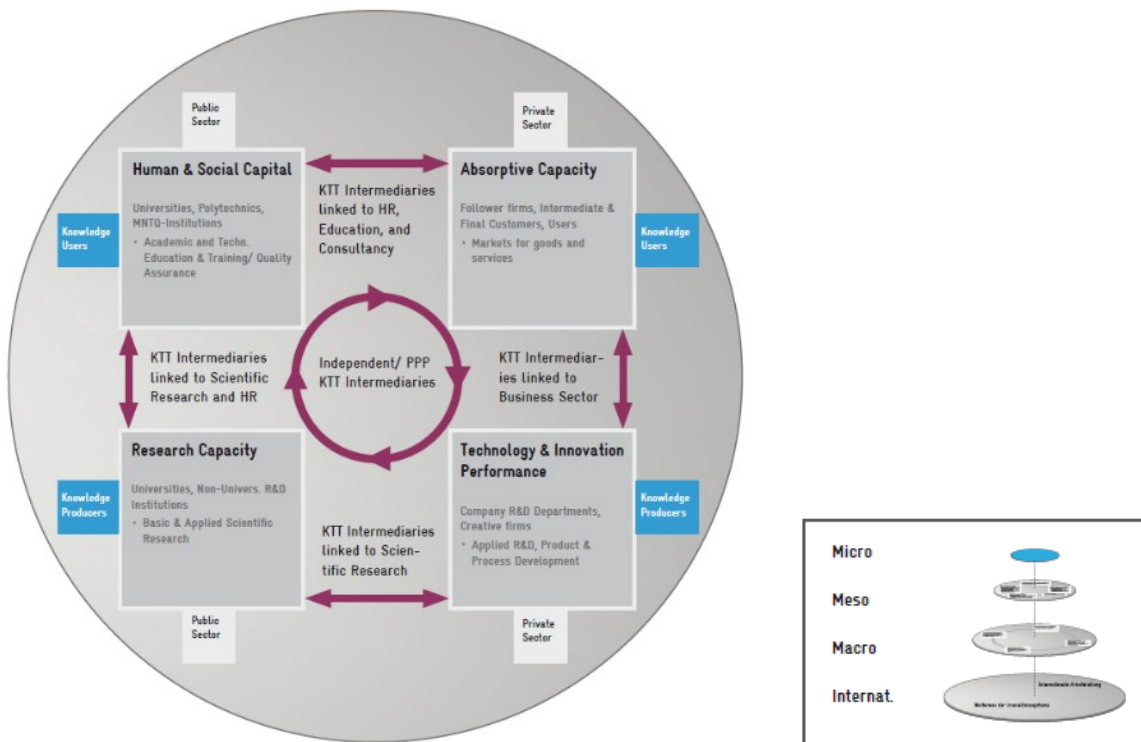 Public
Sector
Private
Sector
Human & Social Capital
Universities, Polytechnics,
MNTQ-Institutions
• Academic and Techn.
Education & Training/ Quality
Assurance
Knowledge
Users
KTT Intermediaries
linked to HR,
Education, and
Consultancy
Absorptive Capacity
Follower firms, Intermediate &
Final Customers, Users
• Markets for goods and
services
Knowledge
Users
KTT Intermediaries
linked to Scientific
Research and HR
Independent/ PPP
KTT Intermediaries
KTT Intermediar-
ies linked to
Business Sector
Research Capacity
Universities, Non-Univers. R&D
Institutions
• Basic & Applied Scientific
Research
Knowledge
Producers
KTT Intermediaries
linked to Scien-
tific Research
Technology & Innovation
Performance
Company R&D Departments,
Creative firms
• Applied R&D, Product &
Process Development
Knowledge
Producers
Public
Sector
Private
Sector
Micro
Meso
Macro
Internat.